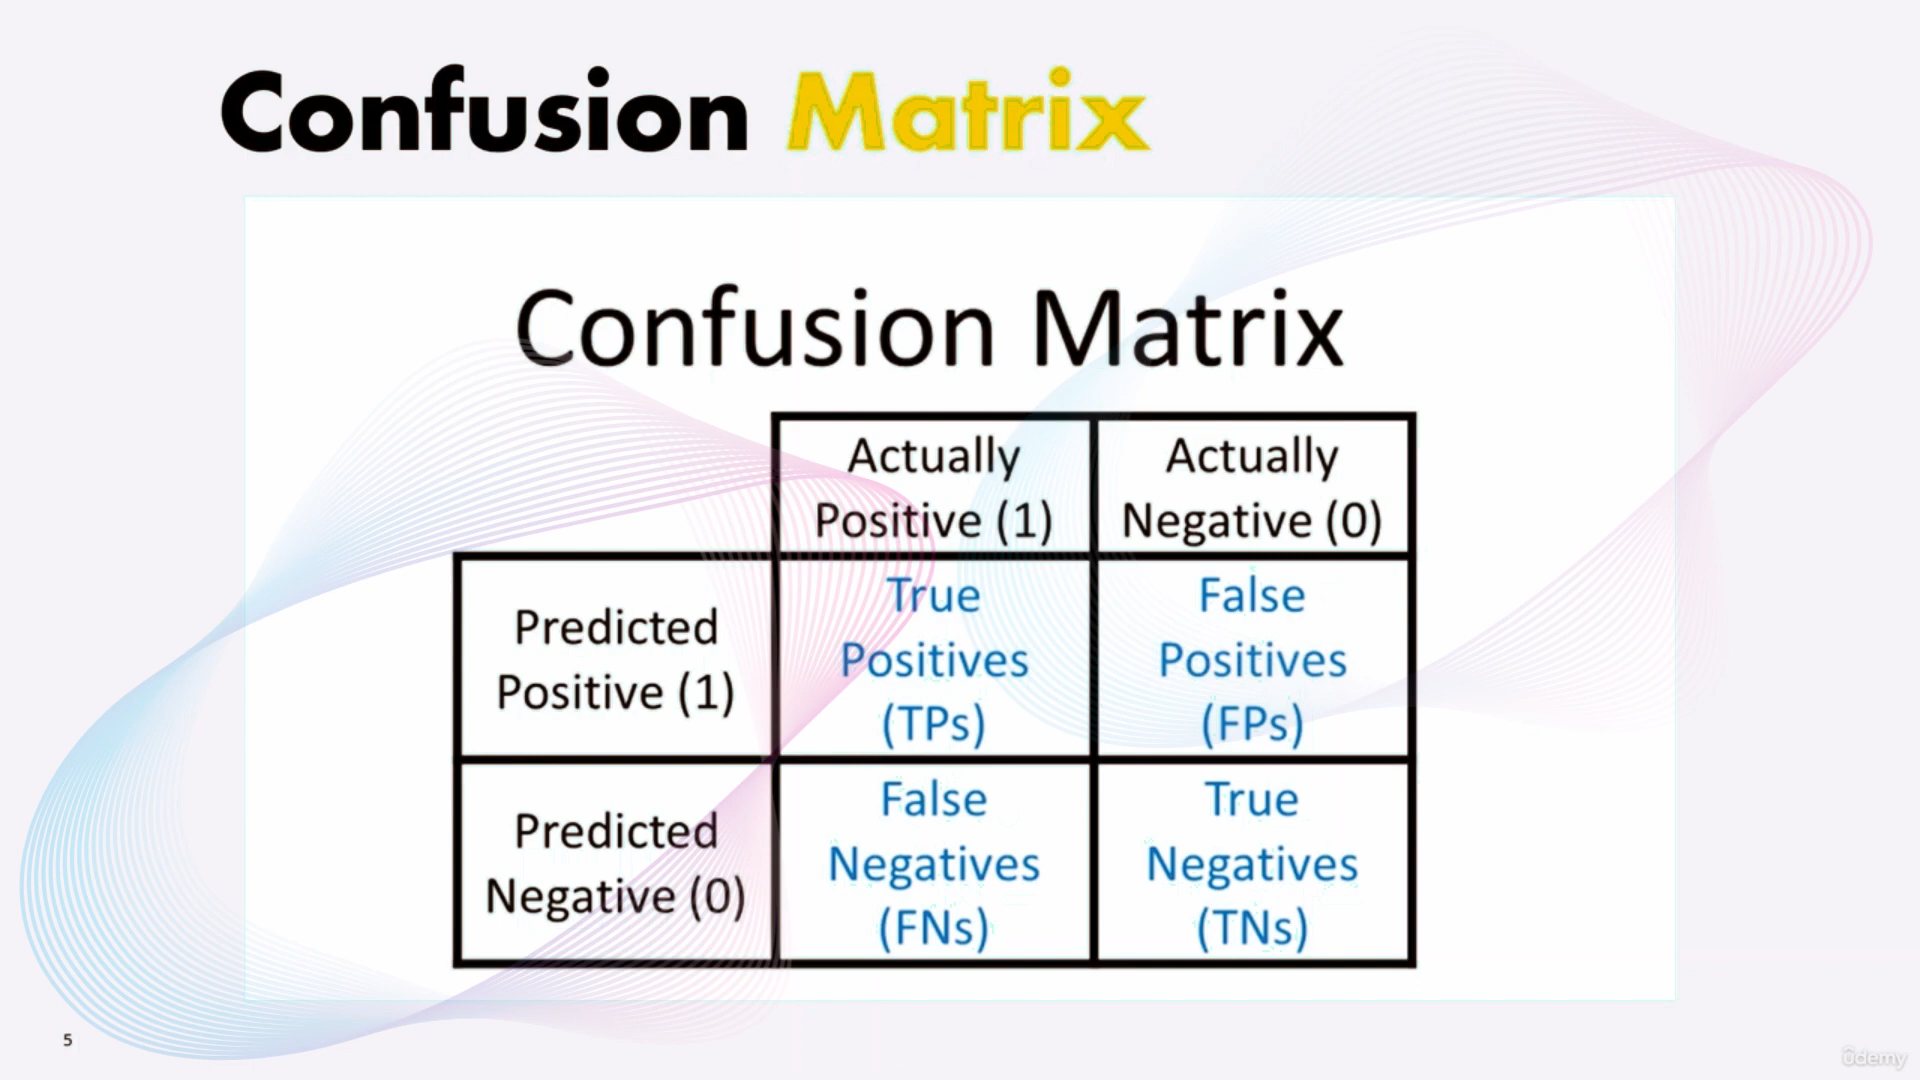 Confusion Matrix
Confusion Matrix
Actually
Positive (1)
Actually
Negative (0)
Predicted
Positive (1)
True
Positives
(TPs)
False
Positives
(FPs)
Predicted
Negative (0)
False
Negatives
(FNs)
True
Negatives
(TNs)
5
ûdemy